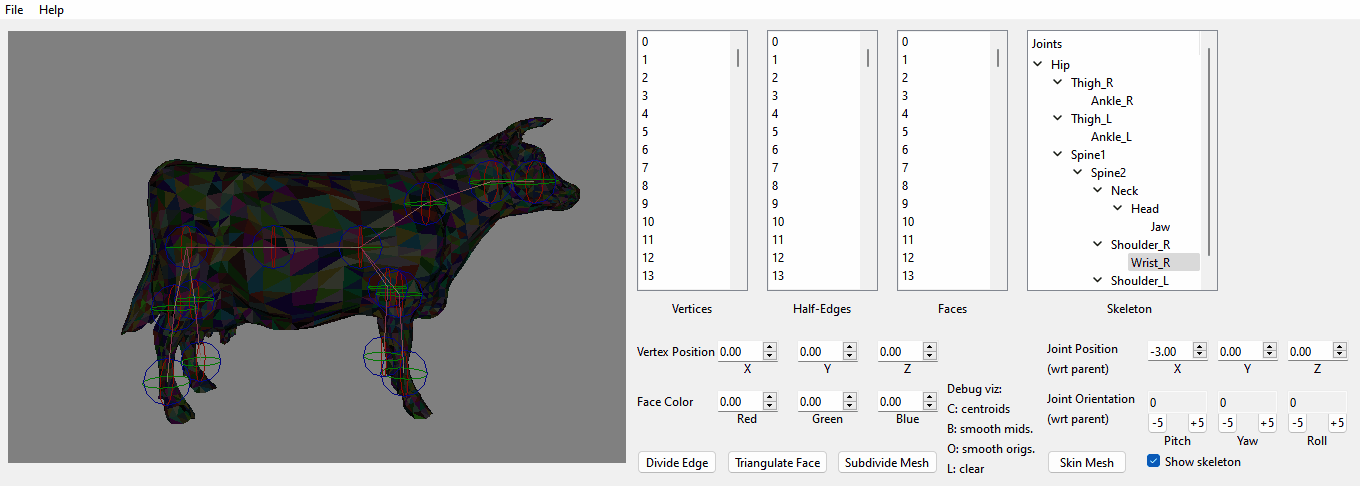 File Help
0
1
2
3
4
5
6
7
8
9
10
11
12
13
Vertices
0
1
2
3
4
5
6
7
8
9
10
11
12
13
Half-Edges
0
1
2
3
4
5
6
7
8
9
10
11
12
13
Faces
Joints
Hip
Thigh_R
Ankle_R
Thigh_L
Ankle_L
Spine1
Spine2
Neck
Head
Jaw
Shoulder_R
Wrist_R
Shoulder_L
Skeleton
Vertex Position 0.00 0.00 0.00
X Y Z
Face Color 0.00 0.00 0.00
Red Green Blue
Divide Edge Triangulate Face Subdivide Mesh
Debug viz:
C: centroids
B: smooth mids.
O: smooth origs.
L: clear
Joint Position -3.00 0.00 0.00
(wrt parent) X Y Z
Joint Orientation 0 0 0
(wrt parent) -5 +5 -5 +5 -5 +5
Pitch Yaw Roll
Skin Mesh Show skeleton